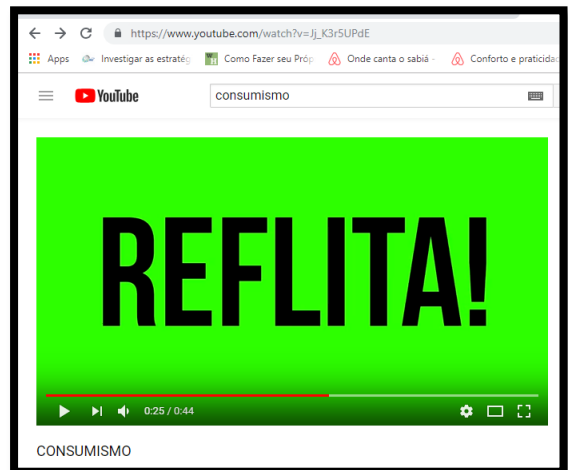 https://www.youtube.com/watch?v=Jj_K3r5UPdE
Apps Investigar as estratég Como Fazer seu Próp Onde canta o sabiá - Conforto e praticidad
YouTube consumismo
REFLITA!
0:25 / 0:44
CONSUMISMO